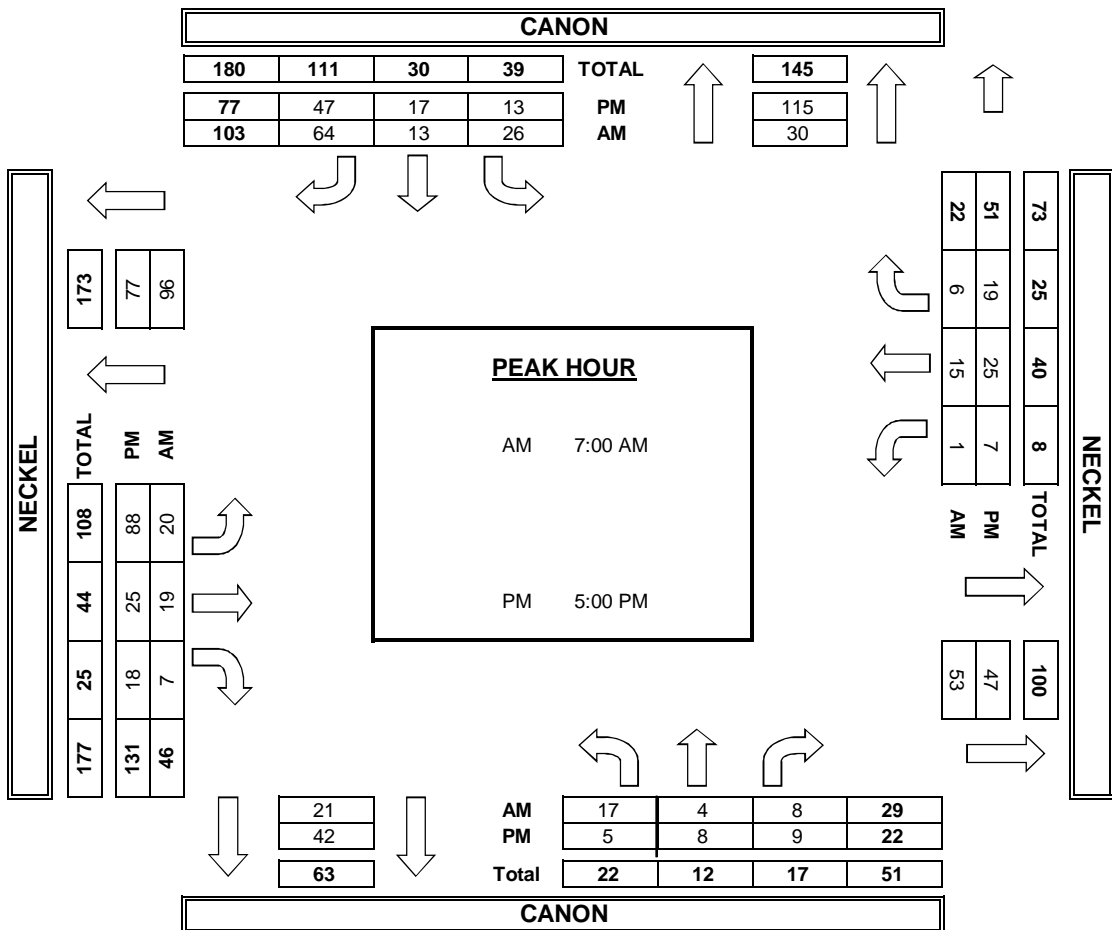 CANON
180 111 30 39 TOTAL 145
77 47 17 13 PM 115
103 64 13 26 AM 30
NECKEL
173 77 96
TOTAL PM AM
108 88 20
44 25 19
25 18 7
177 131 46
PEAK HOUR
AM 7:00 AM
PM 5:00 PM
22 51 73
6 19 25
15 25 40
1 7 8
AM PM TOTAL
53 47 100
NECKEL
21 AM 17 4 8 29
42 PM 5 8 9 22
63 Total 22 12 17 51
CANON